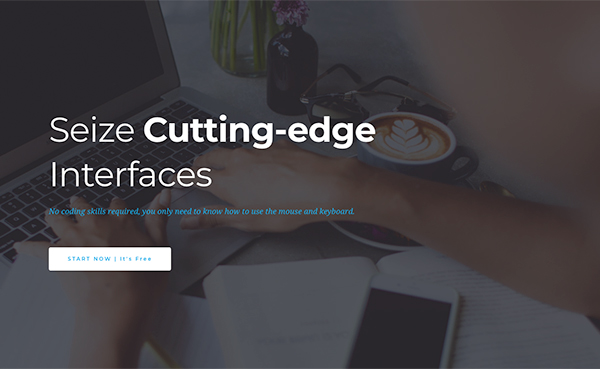 Seize Cutting-edge
Interfaces
No coding skills required, you only need to know how to use the mouse and keyboard.
START NOW | It's Free